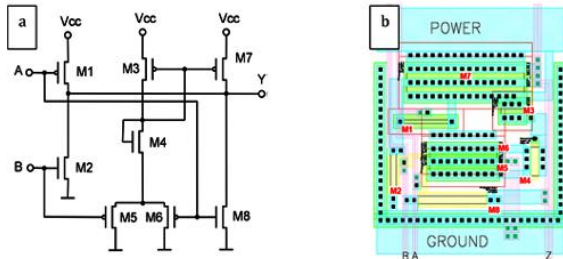 a
Vcc Vcc Vcc
A M1 M3 M7
Y
M4
B M2
M5 M6 M8
b
POWER
M7
M3
M1
M6
M5
M4
M2
M8
GROUND
B A Z